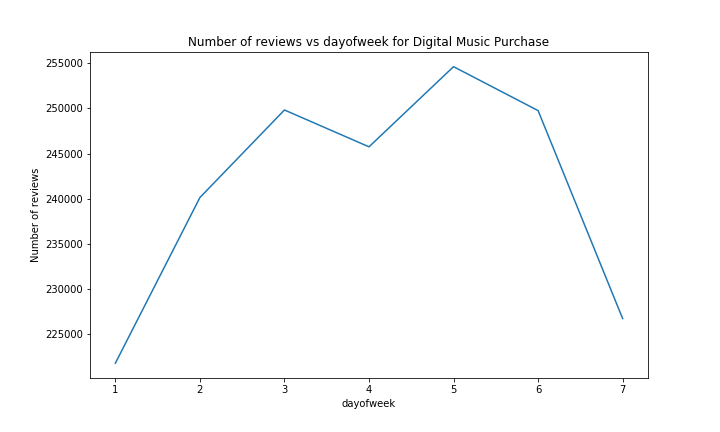 Number of reviews vs dayofweek for Digital Music Purchase
255000
250000
245000
240000
235000
230000
225000
Number of reviews
1 2 3 4 5 6 7
dayofweek